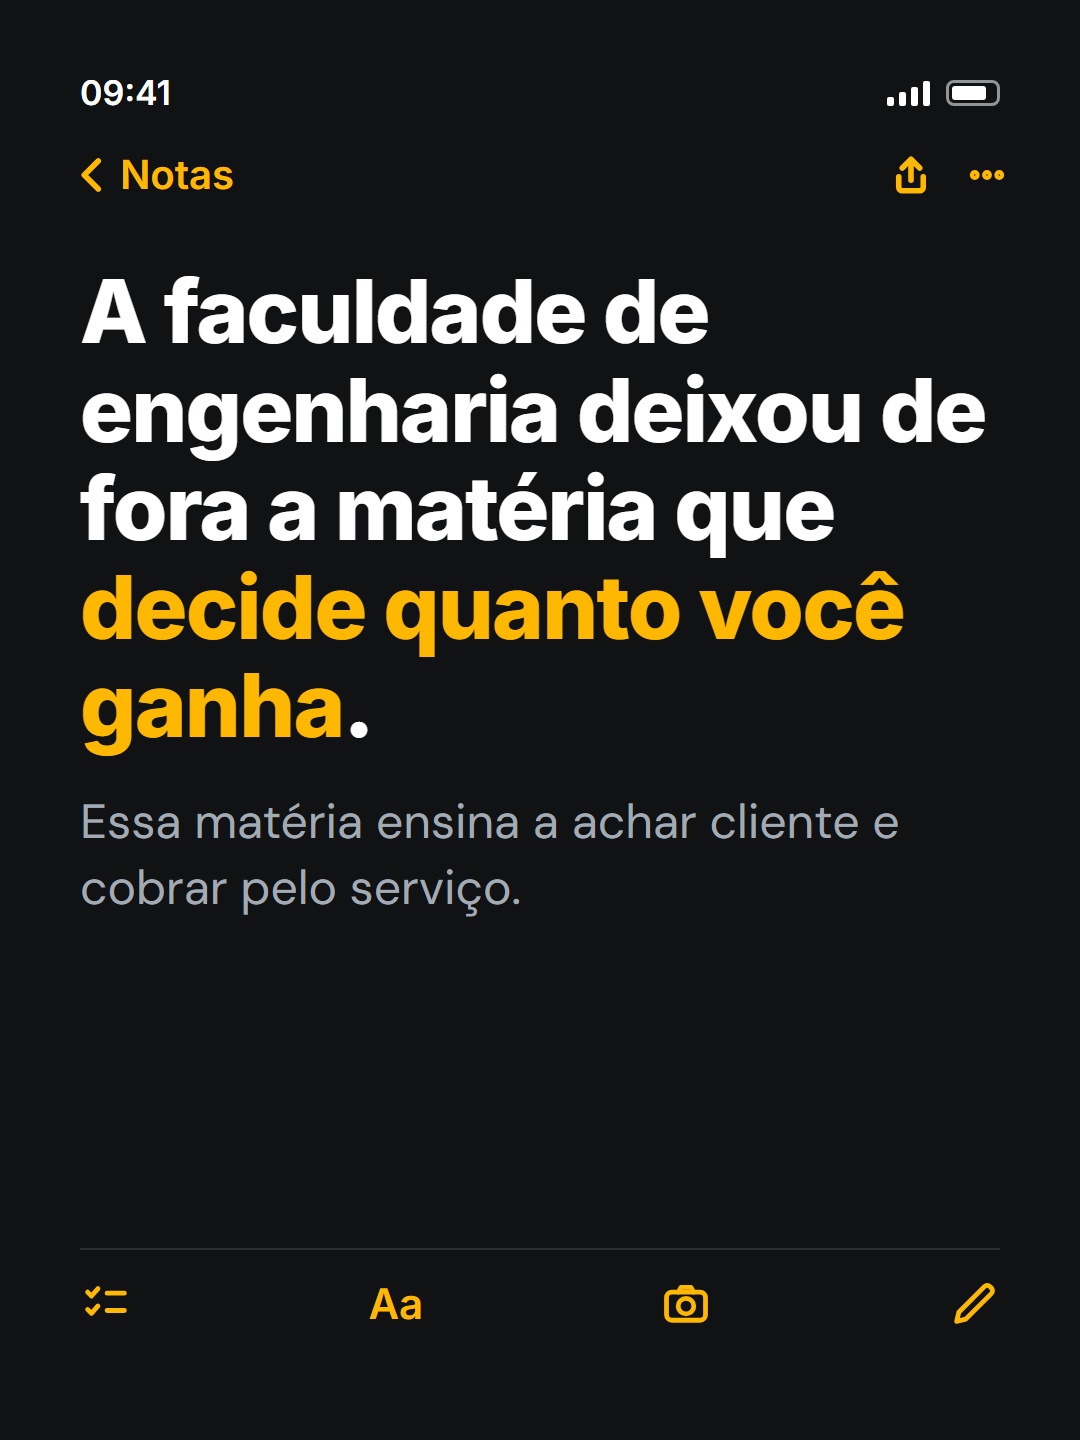 09:41
Notas
A faculdade de
engenharia deixou de
fora a matéria que
decide quanto você
ganha.
Essa matéria ensina a achar cliente e
cobrar pelo serviço.
Aa